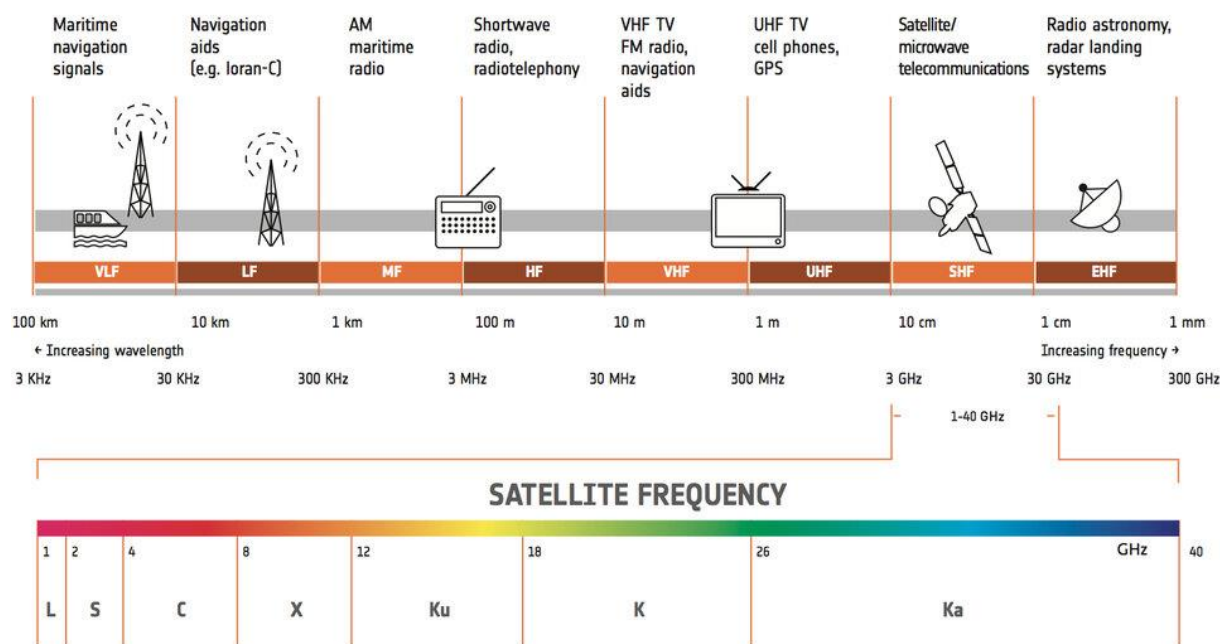 Maritime
navigation
signals
Navigation
aids
(e.g. loran-C)
AM
maritime
radio
Shortwave
radio,
radiotelephony
VHF TV
FM radio,
navigation
aids
UHF TV
cell phones,
GPS
Satellite/
microwave
telecommunications
Radio astronomy,
radar landing
systems
VLF LF MF HF VHF UHF SHF EHF
100 km 10 km 1 km 100 m 10 m 1 m 10 cm 1 cm 1 mm
← Increasing wavelength Increasing frequency →
3 KHz 30 KHz 300 KHz 3 MHz 30 MHz 300 MHz 3 GHz 30 GHz 300 GHz
1-40 GHz
SATELLITE FREQUENCY
1 2 4 8 12 18 26 GHz 40
L S C X Ku K Ka